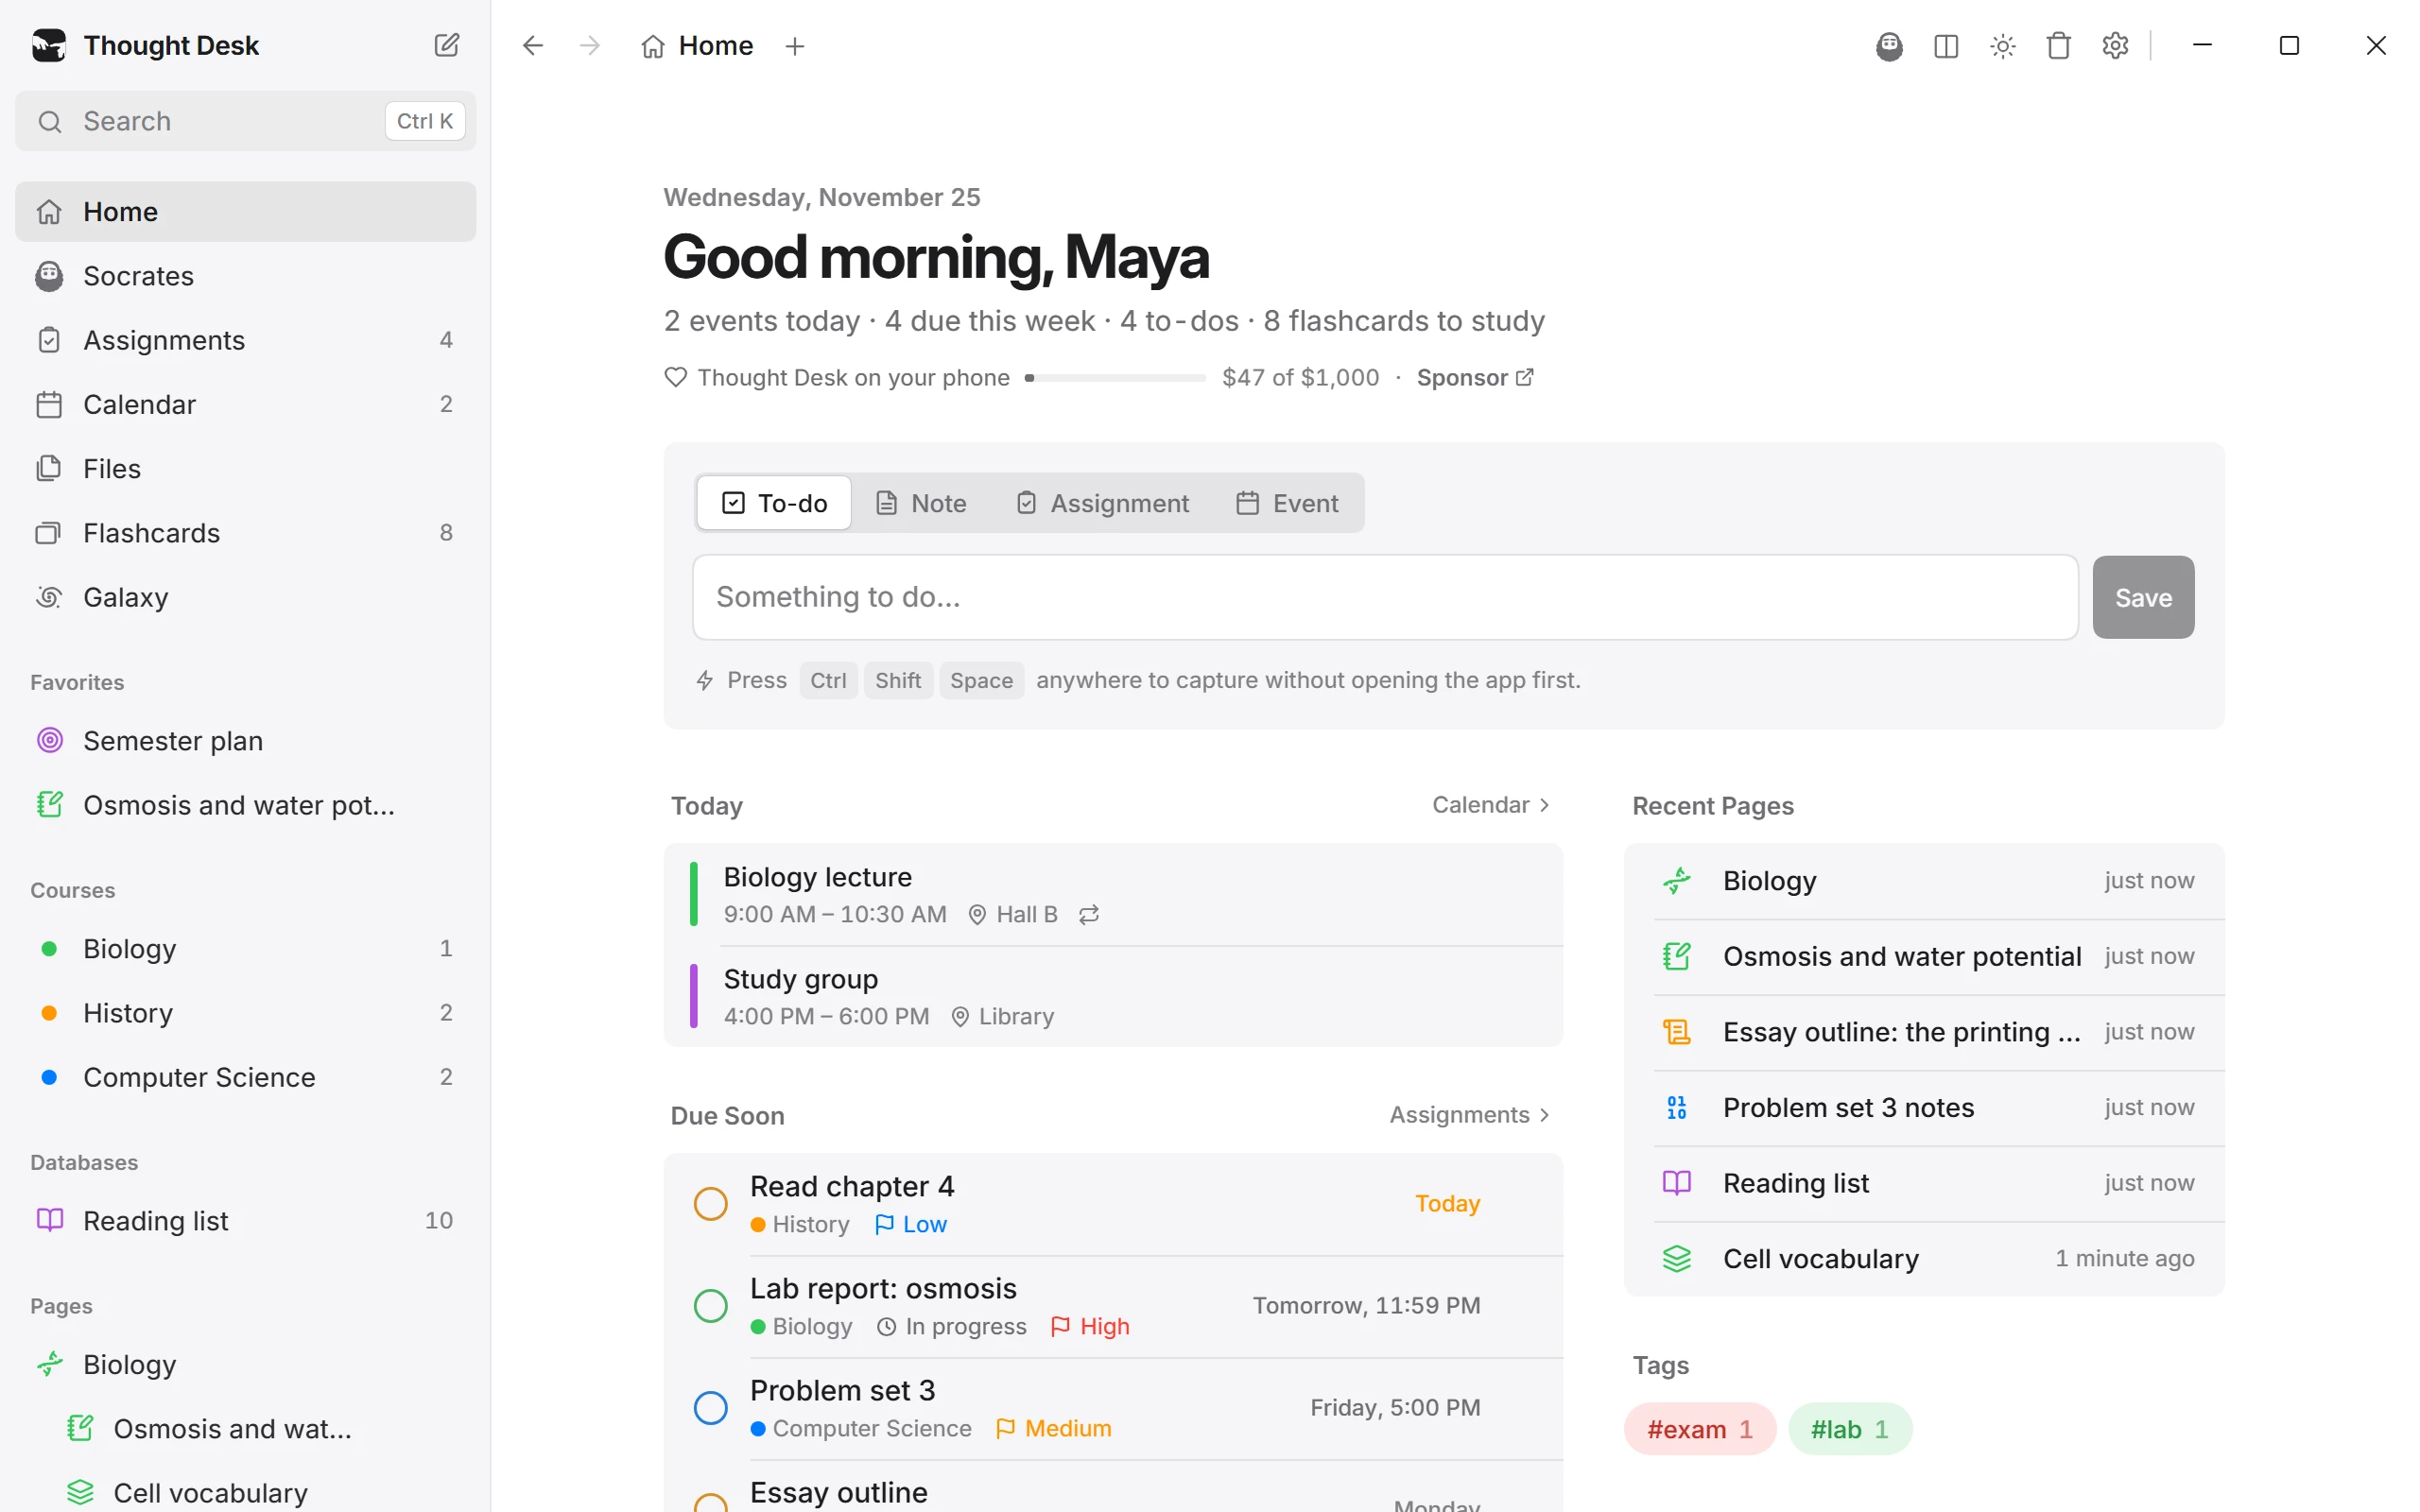 Thought Desk
Search Ctrl K
Home
Socrates
Assignments 4
Calendar 2
Files
Flashcards 8
Galaxy
Favorites
Semester plan
Osmosis and water pot...
Courses
Biology 1
History 2
Computer Science 2
Databases
Reading list 10
Pages
Biology
Osmosis and wat...
Cell vocabulary
Home
Wednesday, November 25
Good morning, Maya
2 events today · 4 due this week · 4 to-dos · 8 flashcards to study
Thought Desk on your phone $47 of $1,000 · Sponsor
To-do Note Assignment Event
Something to do...
Save
Press Ctrl Shift Space anywhere to capture without opening the app first.
Today Calendar
Biology lecture
9:00 AM – 10:30 AM Hall B
Study group
4:00 PM – 6:00 PM Library
Due Soon Assignments
Read chapter 4
History Low
Today
Lab report: osmosis
Biology In progress High
Tomorrow, 11:59 PM
Problem set 3
Computer Science Medium
Friday, 5:00 PM
Essay outline
Monday
Recent Pages
Biology just now
Osmosis and water potential just now
Essay outline: the printing ... just now
01
10
Problem set 3 notes just now
Reading list just now
Cell vocabulary 1 minute ago
Tags
#exam 1 #lab 1